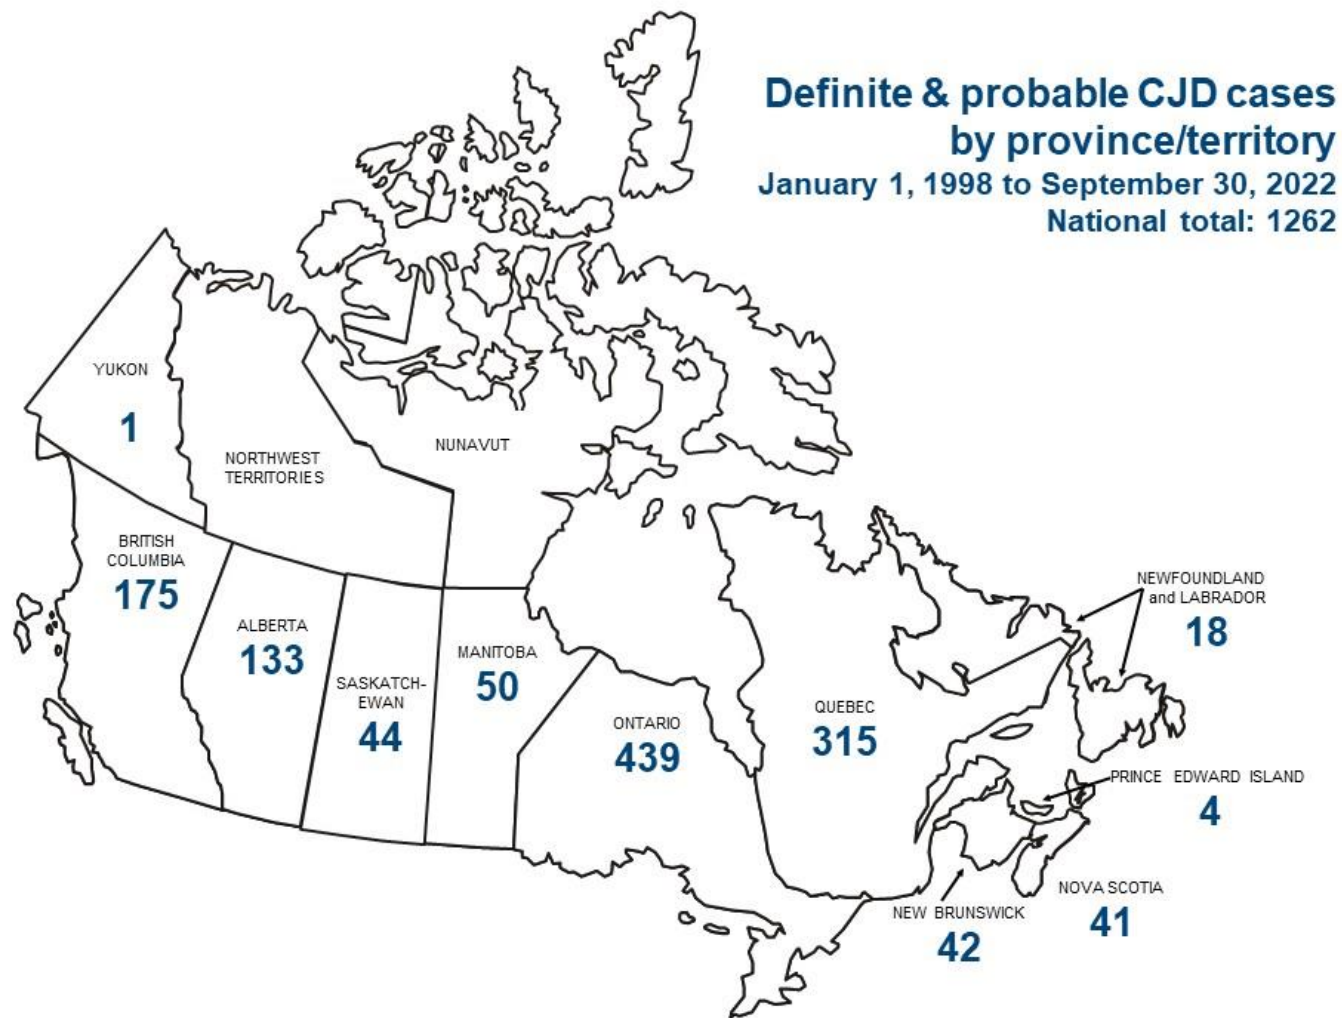 Definite & probable CJD cases
by province/territory
January 1, 1998 to September 30, 2022
National total: 1262
YUKON
1
NORTHWEST
TERRITORIES
NUNAVUT
BRITISH
COLUMBIA
175
ALBERTA
133
SASKATCH-
EWAN
44
MANITOBA
50
ONTARIO
439
QUEBEC
315
NEWFOUNDLAND
and LABRADOR
18
PRINCE EDWARD ISLAND
4
NOVA SCOTIA
41
NEW BRUNSWICK
42